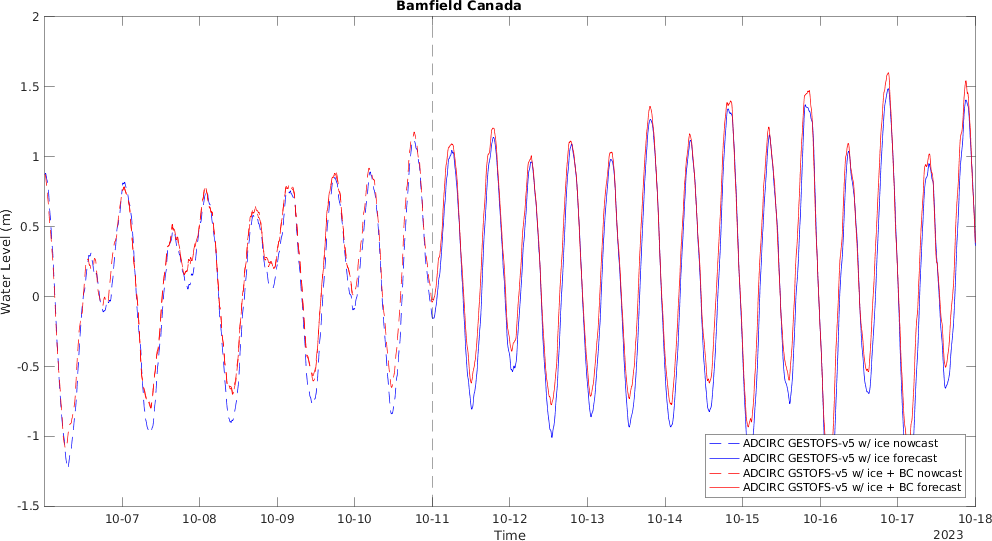 Bamfield Canada
2
1.5
1
0.5
0
-0.5
-1
-1.5
Water Level (m)
10-07 10-08 10-09 10-10 10-11 10-12 10-13 10-14 10-15 10-16 10-17 10-18
Time
2023
ADCIRC GESTOFS-v5 w/ ice nowcast
ADCIRC GESTOFS-v5 w/ ice forecast
ADCIRC GSTOFS-v5 w/ ice + BC nowcast
ADCIRC GSTOFS-v5 w/ ice + BC forecast